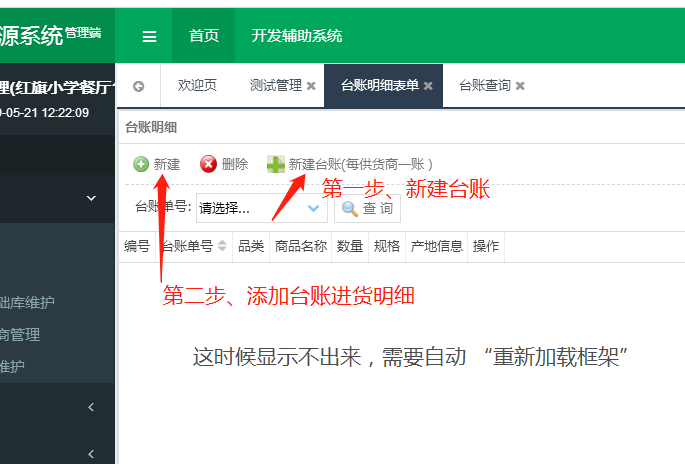 源系统 管理端
首页 开发辅助系统
理(红旗小学餐厅
-05-21 12:22:09
欢迎页 测试管理 台账明细表单 台账查询
台账明细
新建 删除 新建台账(每供货商一账 )
第一步、新建台账
台账单号: 请选择... 查 询
编号 台账单号 品类 商品名称 数量 规格 产地信息 操作
第二步、添加台账进货明细
础库维护
商管理
维护
这时候显示不出来，需要自动 “重新加载框架”